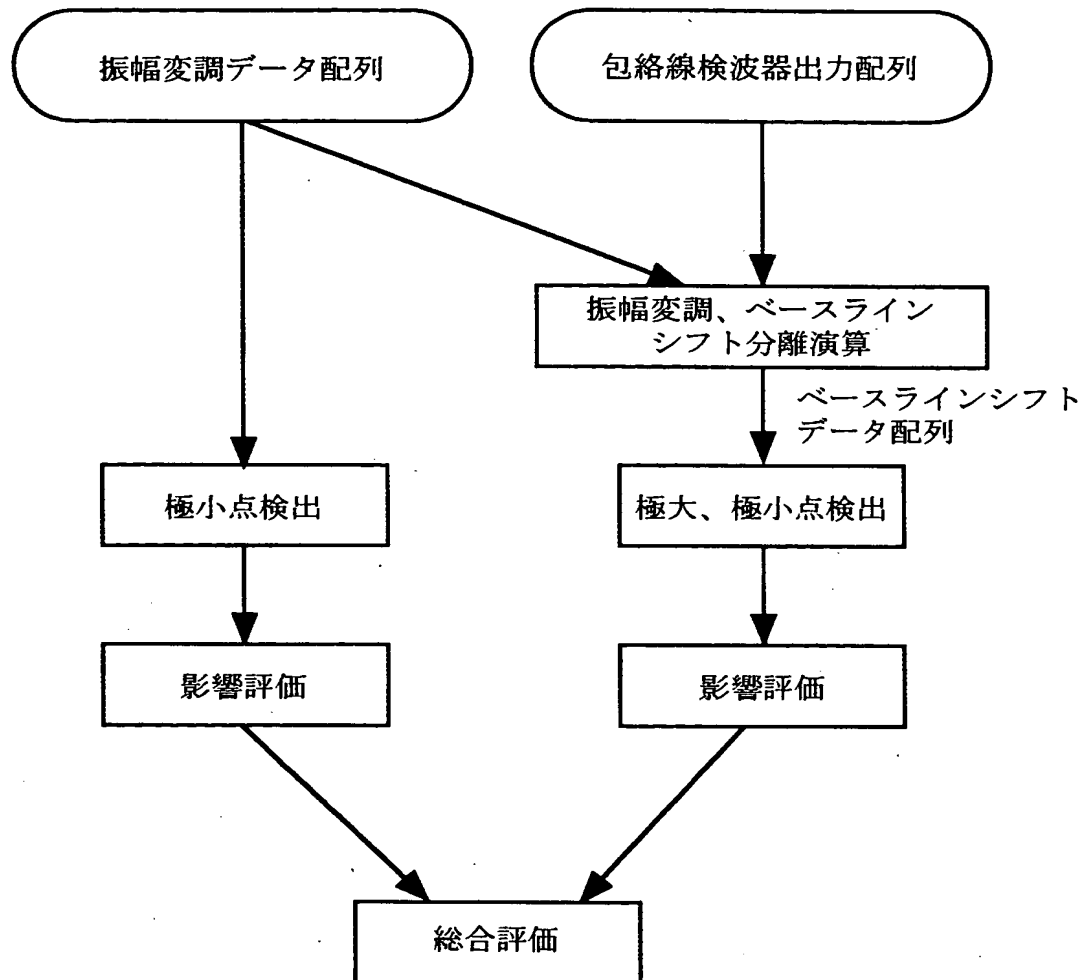 振幅変調データ配列
包絡線検波器出力配列
振幅変調、ベースライン
シフト分離演算
ベースラインシフト
データ配列
極小点検出
極大、極小点検出
影響評価
影響評価
総合評価